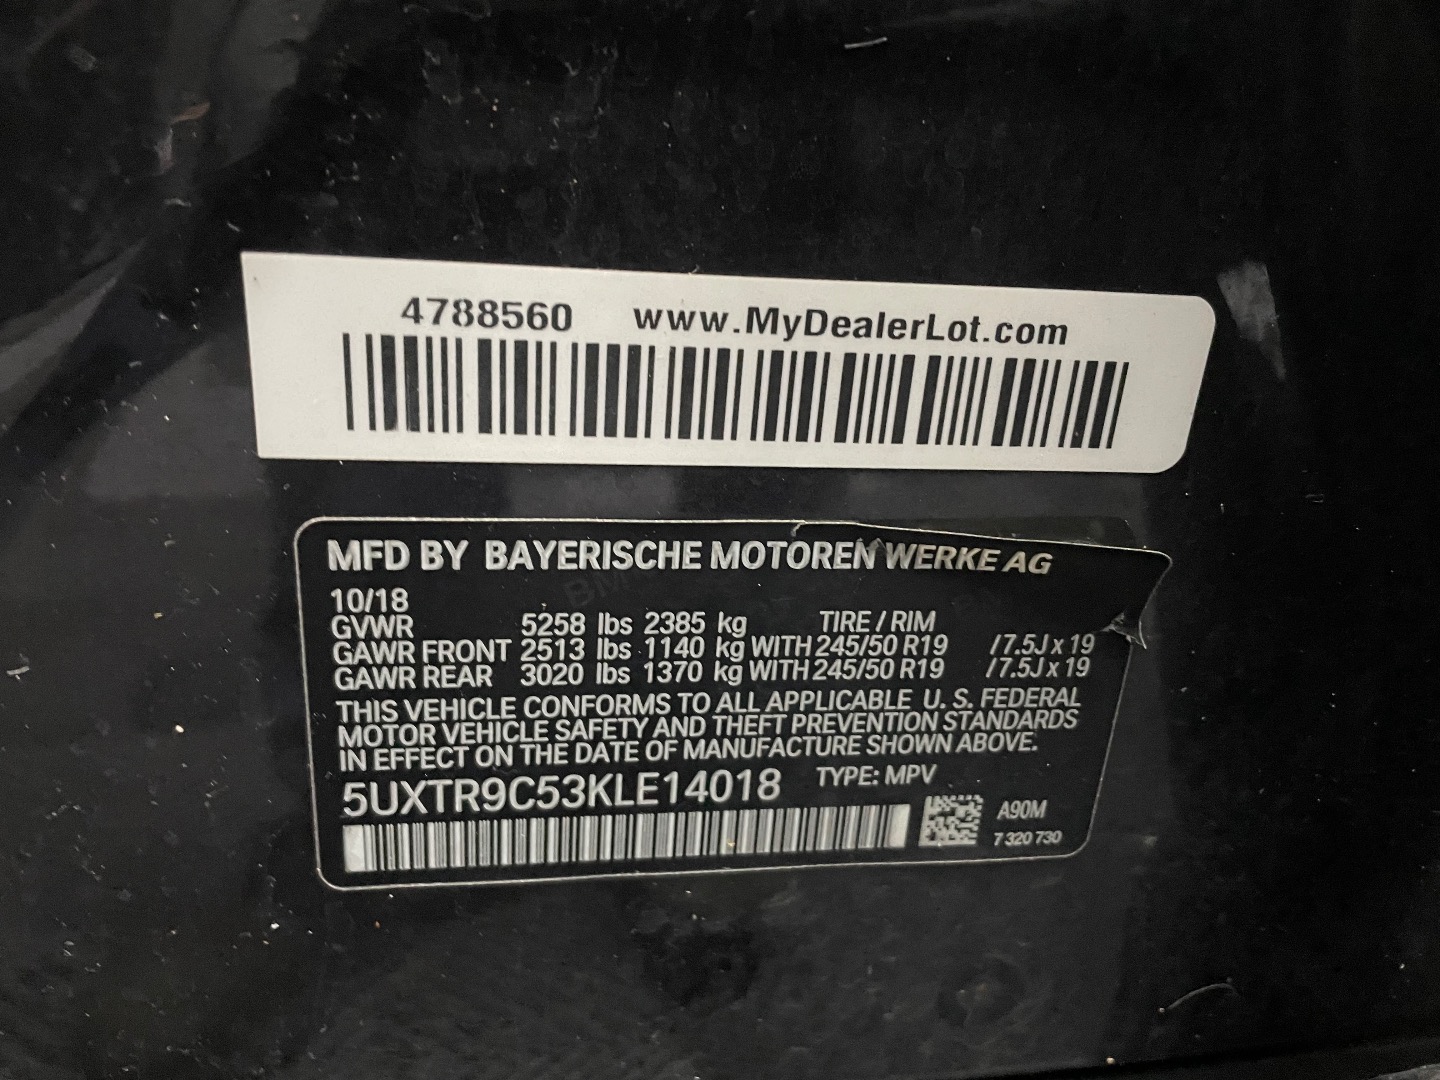 4788560 www.MyDealerLot.com
MFD BY BAYERISCHE MOTOREN WERKE AG
10/18
GVWR 5258 lbs 2385 kg TIRE / RIM
GAWR FRONT 2513 lbs 1140 kg WITH 245/50 R19 / 7.5J x 19
GAWR REAR 3020 lbs 1370 kg WITH 245/50 R19 / 7.5J x 19
THIS VEHICLE CONFORMS TO ALL APPLICABLE U. S. FEDERAL
MOTOR VEHICLE SAFETY AND THEFT PREVENTION STANDARDS
IN EFFECT ON THE DATE OF MANUFACTURE SHOWN ABOVE.
5UXTR9C53KLE14018 TYPE: MPV
A90M
7 320 730